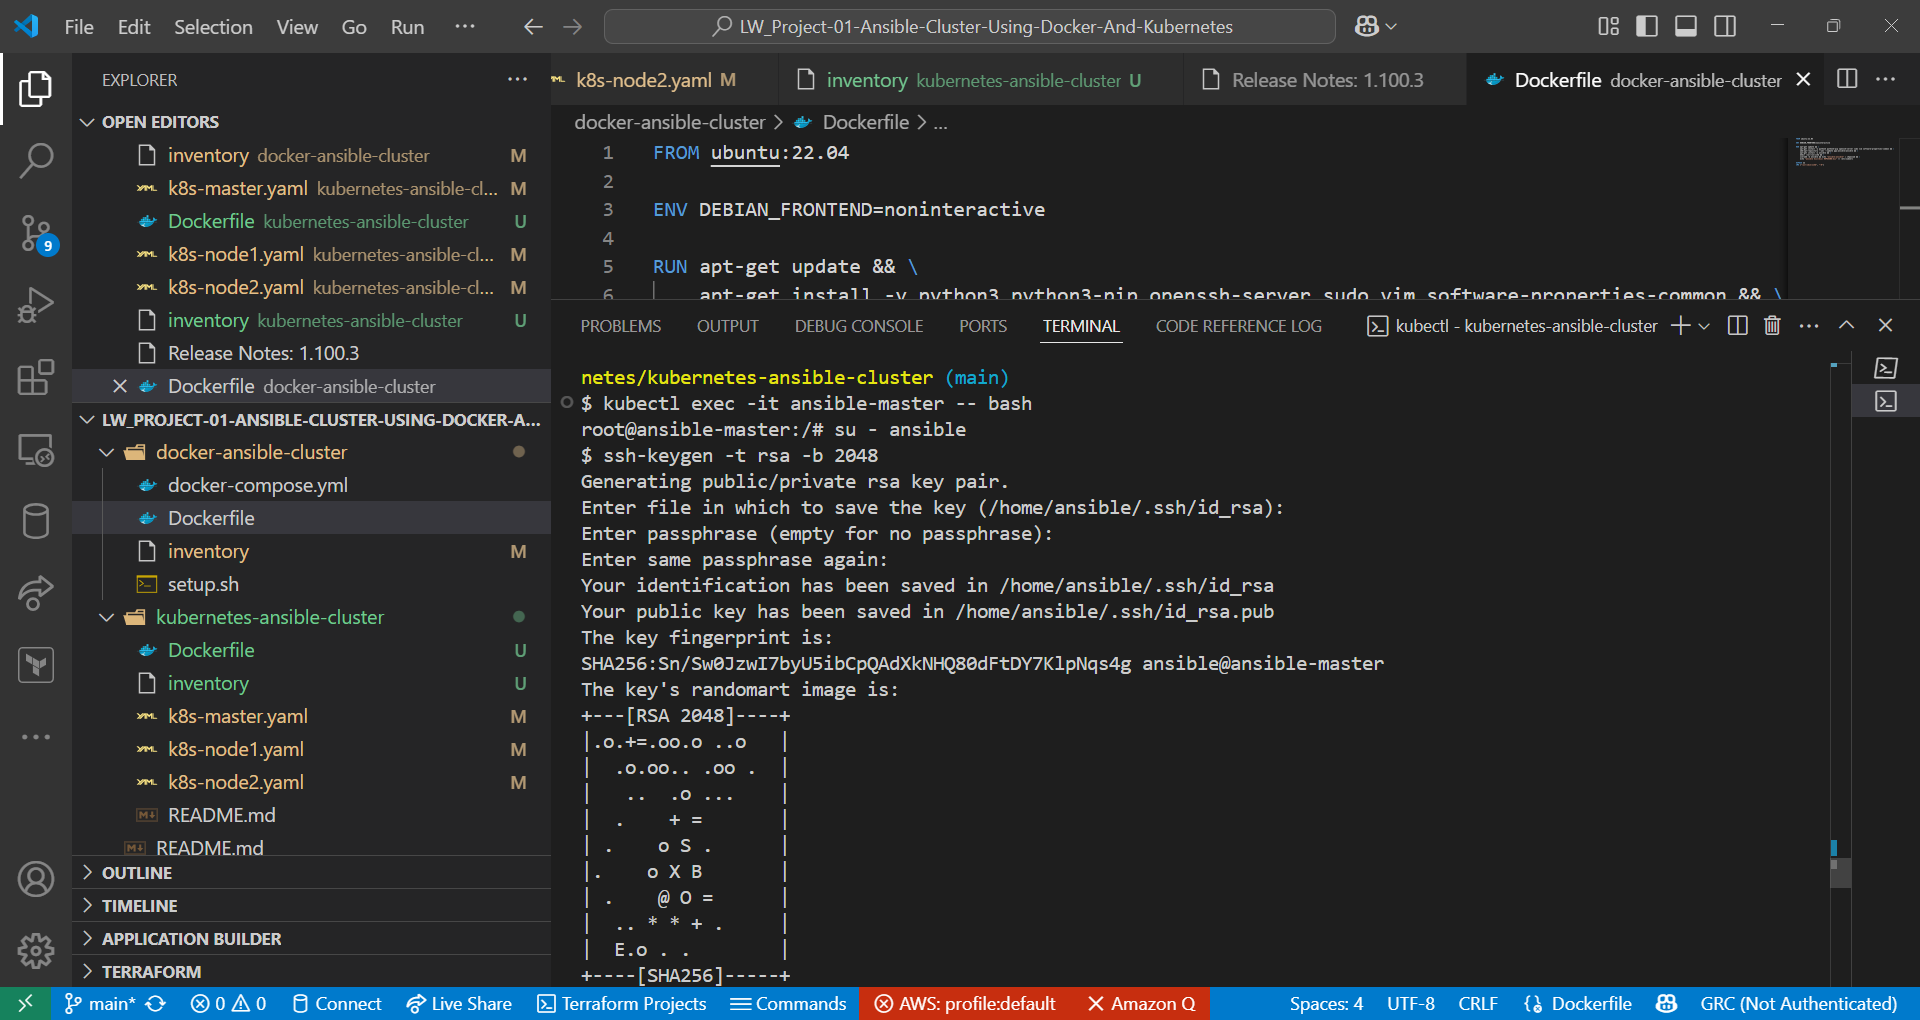 File Edit Selection View Go Run ···
LW_Project-01-Ansible-Cluster-Using-Docker-And-Kubernetes
EXPLORER ···
OPEN EDITORS
inventory docker-ansible-cluster M
k8s-master.yaml kubernetes-ansible-cl... M
Dockerfile kubernetes-ansible-cluster U
k8s-node1.yaml kubernetes-ansible-cl... M
k8s-node2.yaml kubernetes-ansible-cl... M
inventory kubernetes-ansible-cluster U
Release Notes: 1.100.3
Dockerfile docker-ansible-cluster
LW_PROJECT-01-ANSIBLE-CLUSTER-USING-DOCKER-A...
docker-ansible-cluster
docker-compose.yml
Dockerfile
inventory M
setup.sh
kubernetes-ansible-cluster
Dockerfile U
inventory U
k8s-master.yaml M
k8s-node1.yaml M
k8s-node2.yaml M
README.md
README.md
OUTLINE
TIMELINE
APPLICATION BUILDER
TERRAFORM
9
k8s-node2.yaml M inventory kubernetes-ansible-cluster U Release Notes: 1.100.3 Dockerfile docker-ansible-cluster
docker-ansible-cluster > Dockerfile > ...
1 FROM ubuntu:22.04
2
3 ENV DEBIAN_FRONTEND=noninteractive
4
5 RUN apt-get update && \
6 apt-get install -y python3 python3-pip openssh-server sudo vim software-properties-common && \
PROBLEMS OUTPUT DEBUG CONSOLE PORTS TERMINAL CODE REFERENCE LOG kubectl - kubernetes-ansible-cluster
netes/kubernetes-ansible-cluster (main)
$ kubectl exec -it ansible-master -- bash
root@ansible-master:/# su - ansible
$ ssh-keygen -t rsa -b 2048
Generating public/private rsa key pair.
Enter file in which to save the key (/home/ansible/.ssh/id_rsa):
Enter passphrase (empty for no passphrase):
Enter same passphrase again:
Your identification has been saved in /home/ansible/.ssh/id_rsa
Your public key has been saved in /home/ansible/.ssh/id_rsa.pub
The key fingerprint is:
SHA256:Sn/Sw0JzwI7byU5ibCpQAdXkNHQ80dFtDY7KlpNqs4g ansible@ansible-master
The key's randomart image is:
+---[RSA 2048]----+
|.o.+=.oo.o ..o   |
|  .o.oo.. .oo .  |
|   ..  .o ...    |
|  .    + =       |
| .    o S .      |
|.    o X B       |
| .    @ O =      |
|  .. * * + .     |
|  E.o . .        |
+----[SHA256]-----+
main* 0 0 Connect Live Share Terraform Projects Commands AWS: profile:default Amazon Q Spaces: 4 UTF-8 CRLF Dockerfile GRC (Not Authenticated)